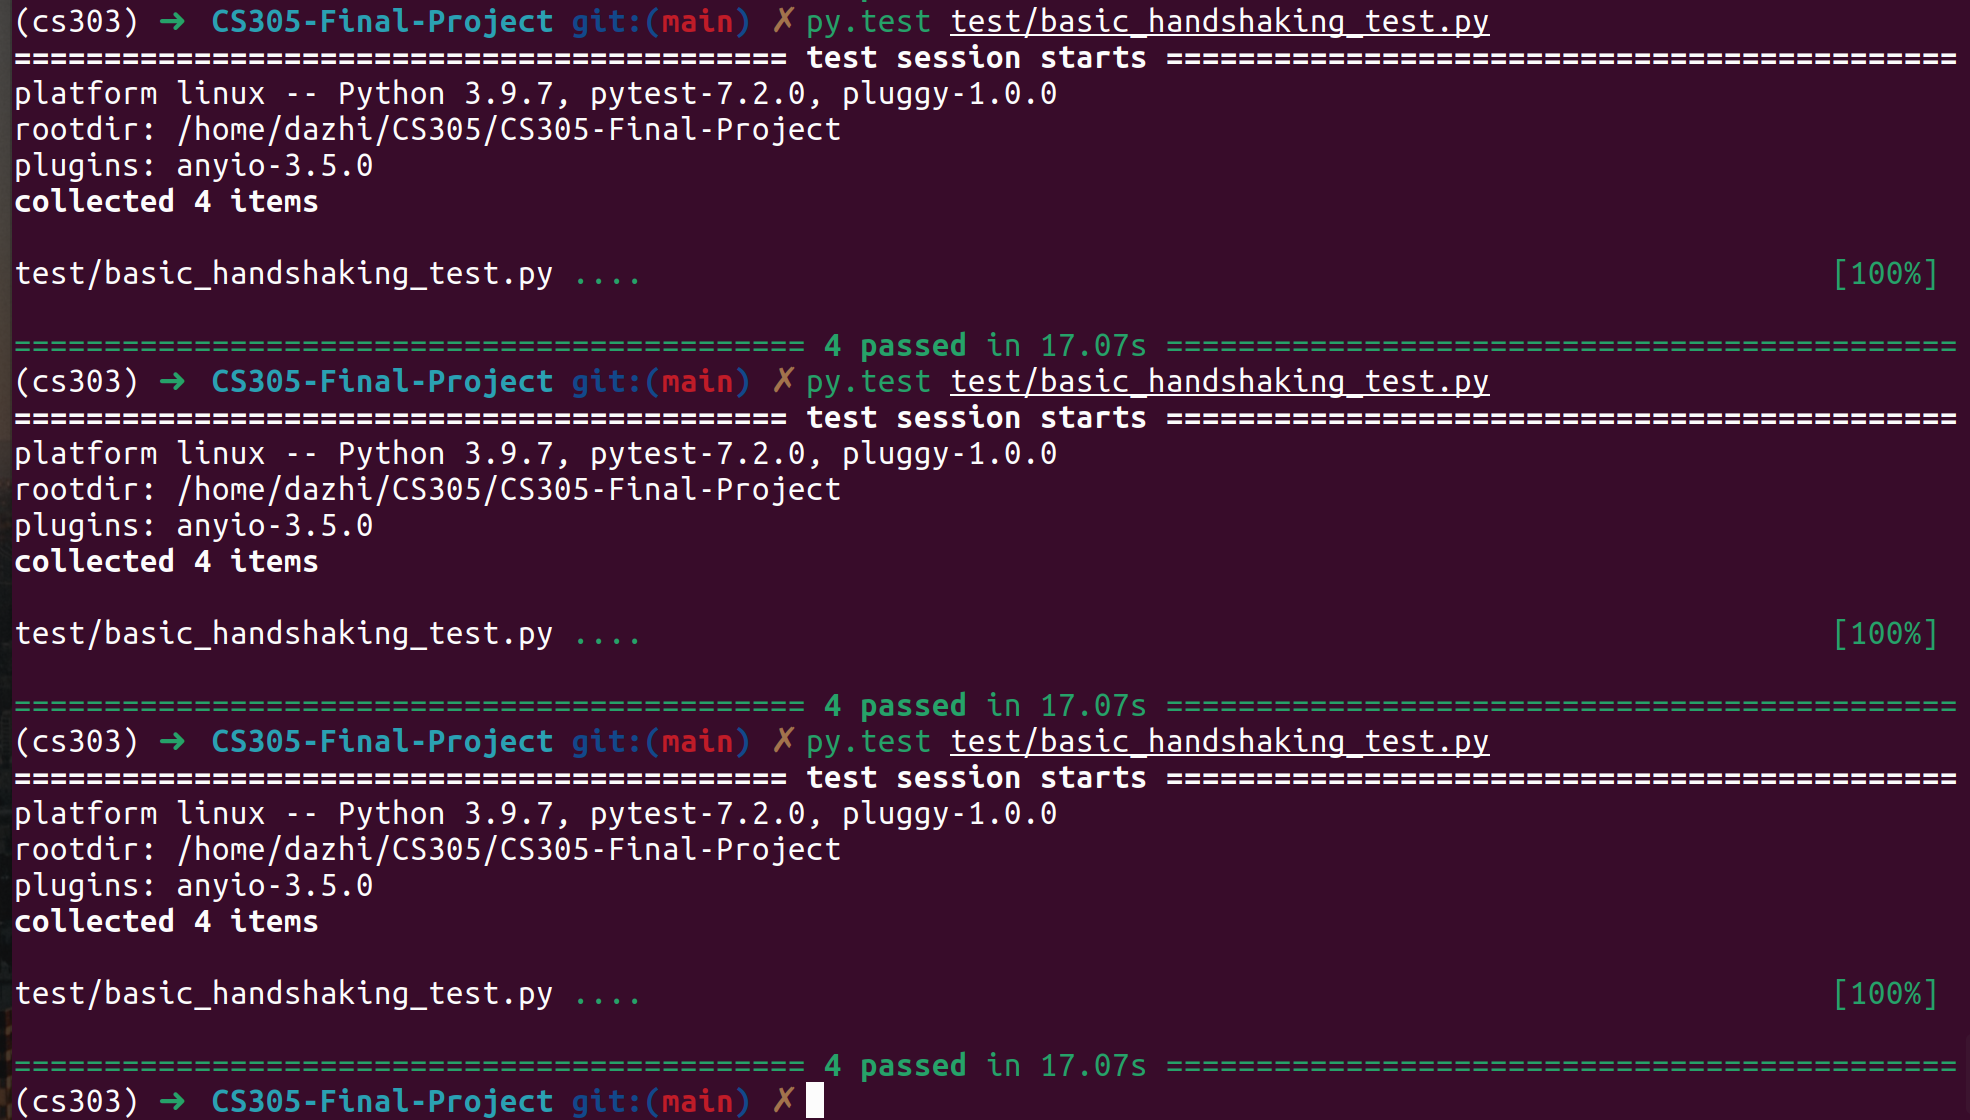 (cs303) ➜ CS305-Final-Project git:(main) ✗ py.test test/basic_handshaking_test.py
=========================================== test session starts ============================================
platform linux -- Python 3.9.7, pytest-7.2.0, pluggy-1.0.0
rootdir: /home/dazhi/CS305/CS305-Final-Project
plugins: anyio-3.5.0
collected 4 items
test/basic_handshaking_test.py .... [100%]
============================================ 4 passed in 17.07s ============================================
(cs303) ➜ CS305-Final-Project git:(main) ✗ py.test test/basic_handshaking_test.py
=========================================== test session starts ============================================
platform linux -- Python 3.9.7, pytest-7.2.0, pluggy-1.0.0
rootdir: /home/dazhi/CS305/CS305-Final-Project
plugins: anyio-3.5.0
collected 4 items
test/basic_handshaking_test.py .... [100%]
============================================ 4 passed in 17.07s ============================================
(cs303) ➜ CS305-Final-Project git:(main) ✗ py.test test/basic_handshaking_test.py
=========================================== test session starts ============================================
platform linux -- Python 3.9.7, pytest-7.2.0, pluggy-1.0.0
rootdir: /home/dazhi/CS305/CS305-Final-Project
plugins: anyio-3.5.0
collected 4 items
test/basic_handshaking_test.py .... [100%]
============================================ 4 passed in 17.07s ============================================
(cs303) ➜ CS305-Final-Project git:(main) ✗